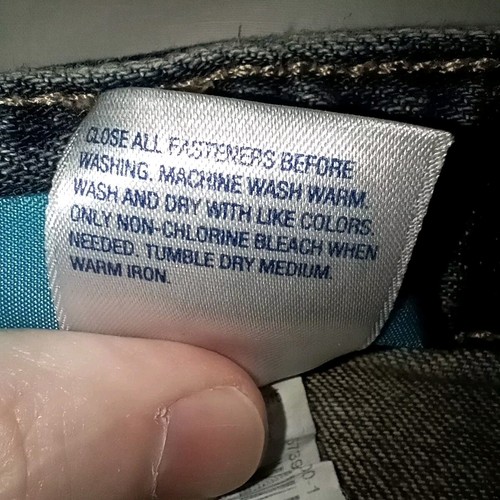 CLOSE ALL FASTENERS BEFORE
WASHING. MACHINE WASH WARM.
WASH AND DRY WITH LIKE COLORS.
ONLY NON-CHLORINE BLEACH WHEN
NEEDED. TUMBLE DRY MEDIUM.
WARM IRON.